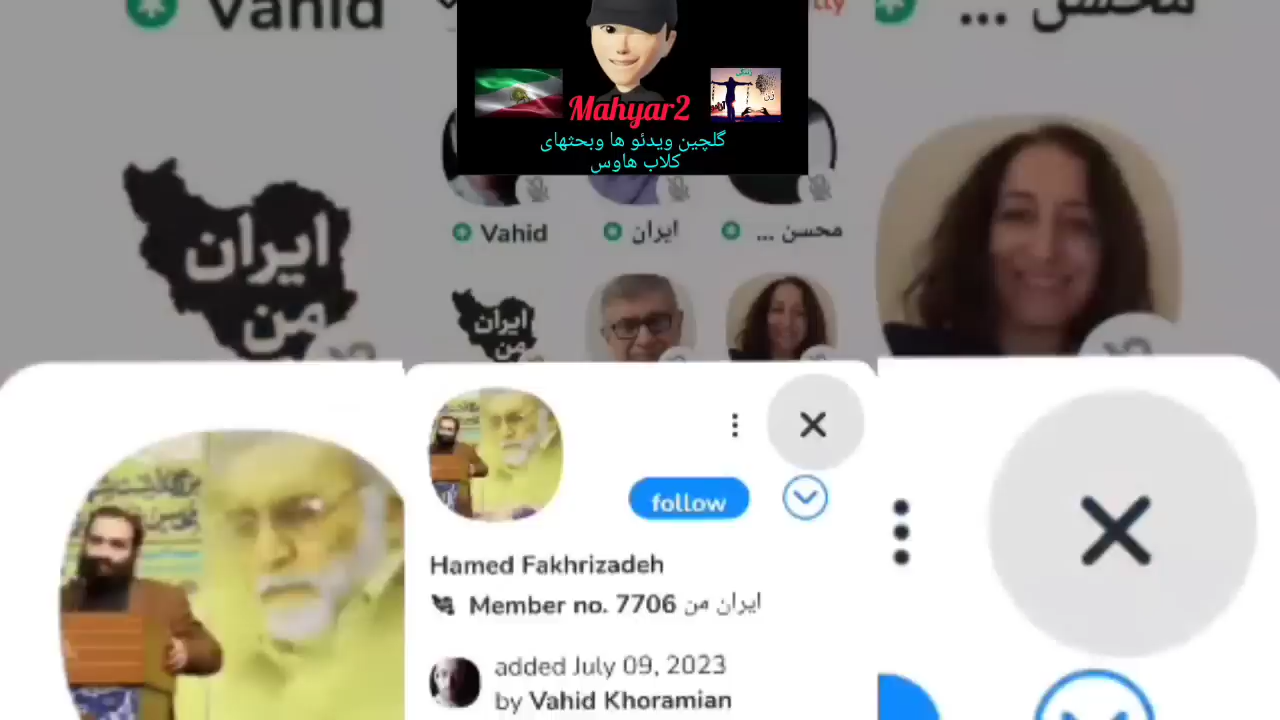 Vahid
محسن ...
Mahyar2
گلچین ویدئو ها وبحثهای
کلاب هاوس
Vahid
ایران
محسن ...
ایران
من
ایران
من
follow
Hamed Fakhrizadeh
Member no. 7706 ایران من
added July 09, 2023
by Vahid Khoramian